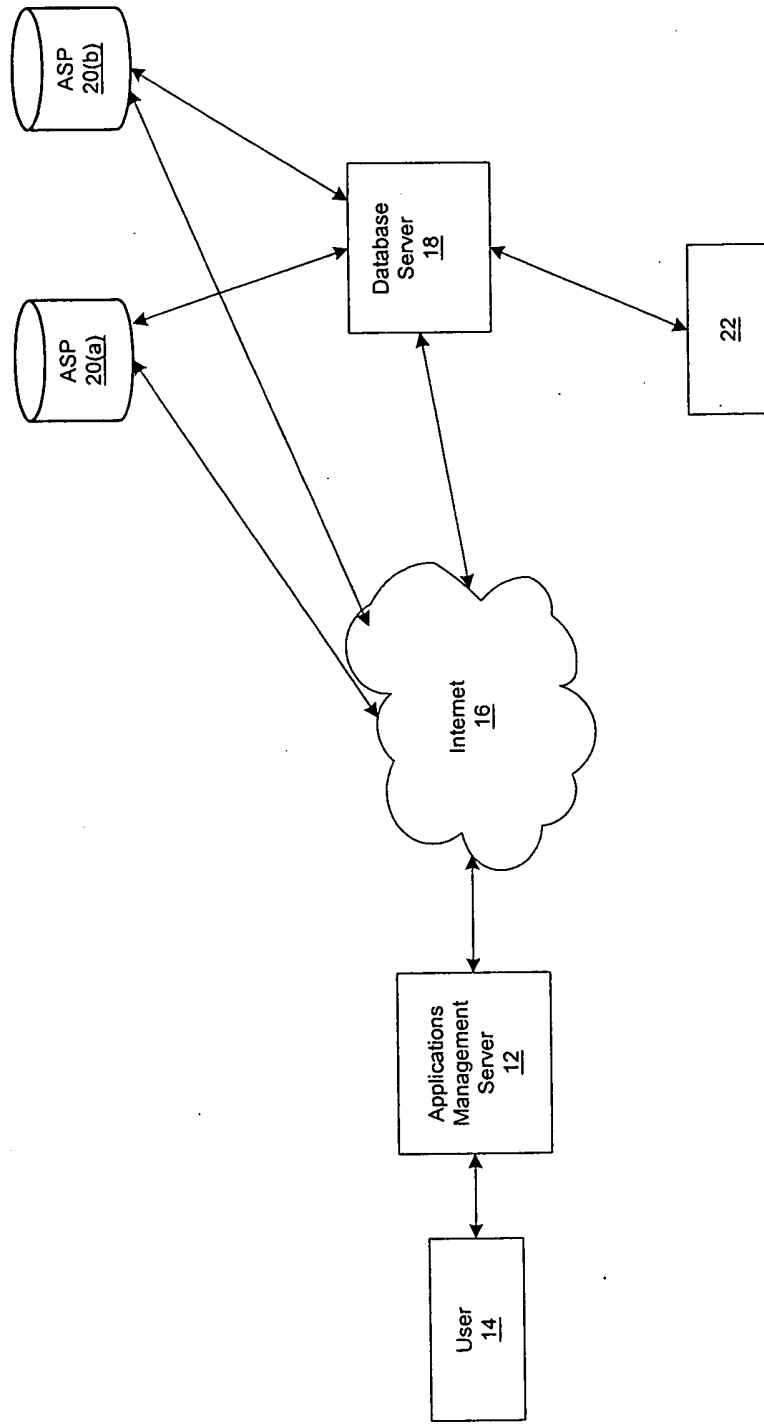 User
14
Applications
Management
Server
12
Internet
16
Database
Server
18
ASP
20(a)
ASP
20(b)
22